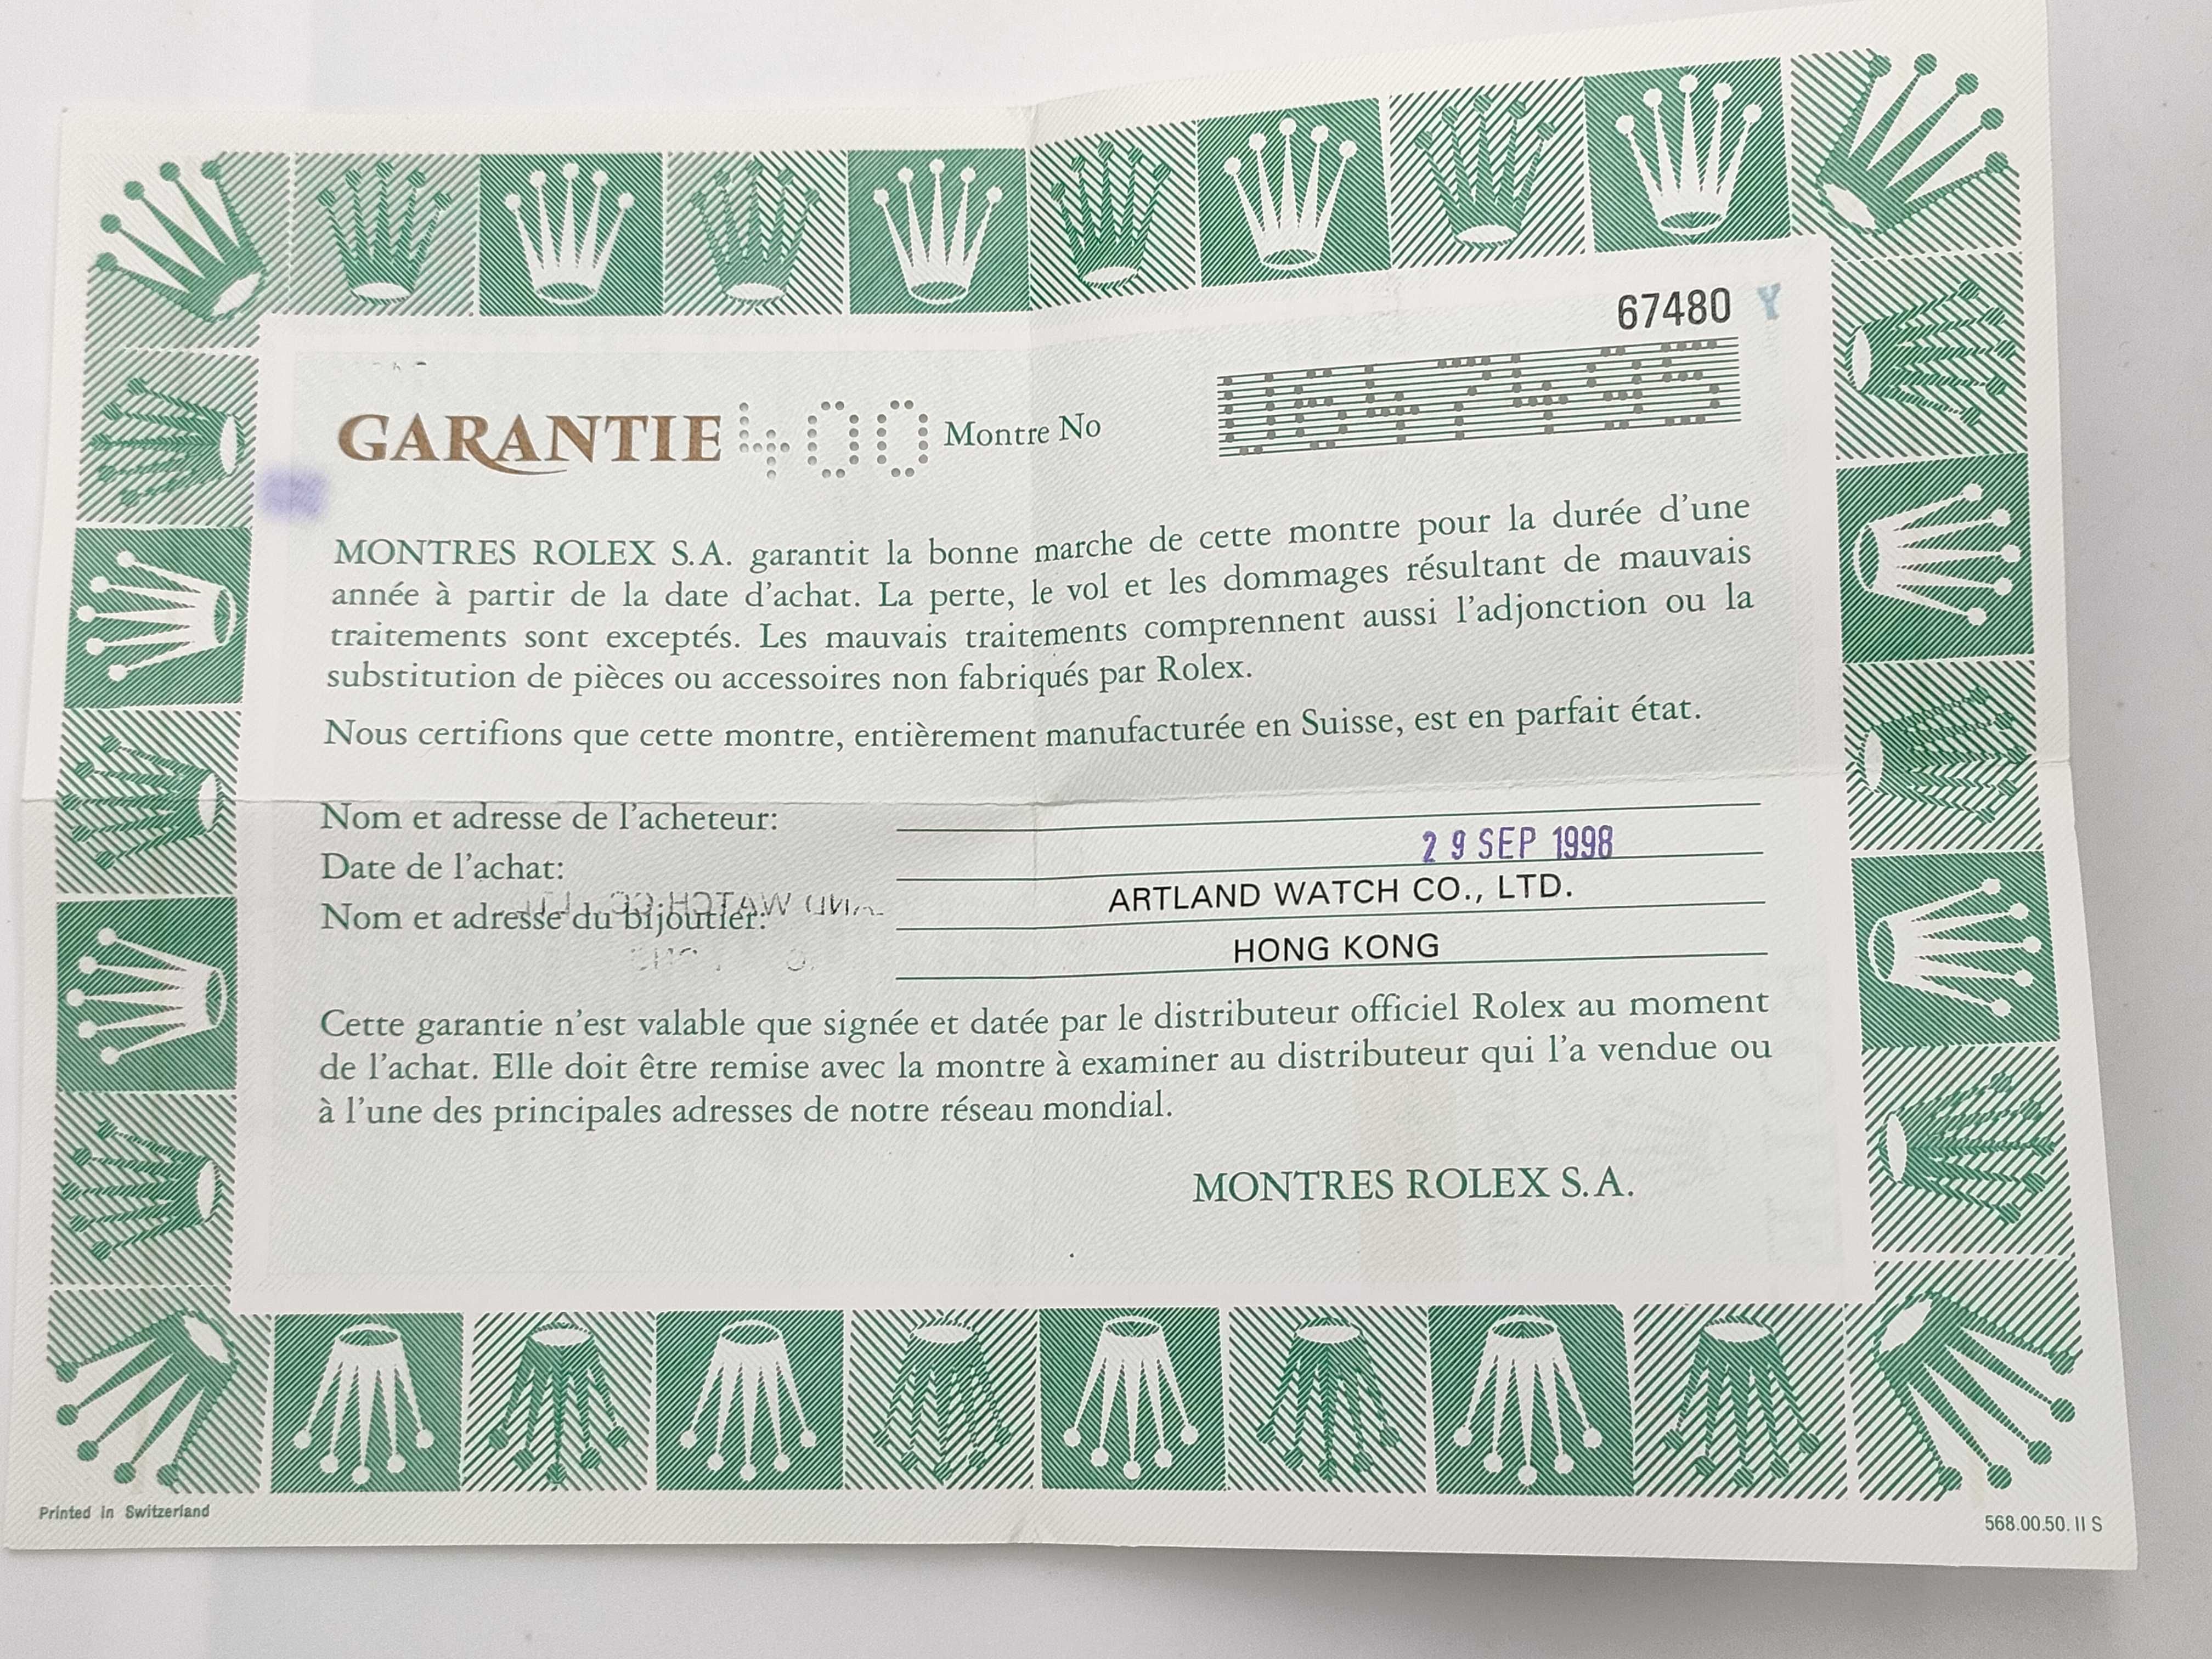 67480 Y
GARANTIE 400 Montre No
MONTRES ROLEX S.A. garantit la bonne marche de cette montre pour la durée d'une
année à partir de la date d'achat. La perte, le vol et les dommages résultant de mauvais
traitements sont exceptés. Les mauvais traitements comprennent aussi l'adjonction ou la
substitution de pièces ou accessoires non fabriqués par Rolex.
Nous certifions que cette montre, entièrement manufacturée en Suisse, est en parfait état.
Nom et adresse de l'acheteur:
Date de l'achat: 29 SEP 1998
Nom et adresse du bijoutier: ARTLAND WATCH CO., LTD.
HONG KONG
Cette garantie n'est valable que signée et datée par le distributeur officiel Rolex au moment
de l'achat. Elle doit être remise avec la montre à examiner au distributeur qui l'a vendue ou
à l'une des principales adresses de notre réseau mondial.
MONTRES ROLEX S.A.
Printed in Switzerland
568.00.50. II S